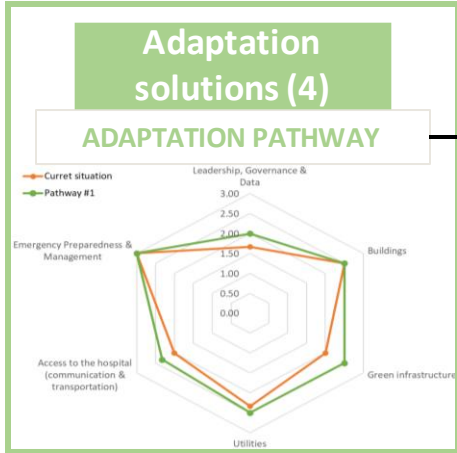 Adaptation
solutions (4)
ADAPTATION PATHWAY
Curret situation
Pathway #1
Leadership, Governance &
Data
3.00
2.50
2.00
1.50
1.00
0.50
0.00
Emergency Preparedness &
Management
Buildings
Access to the hospital
(communication &
transportation)
Green infrastructure
Utilities